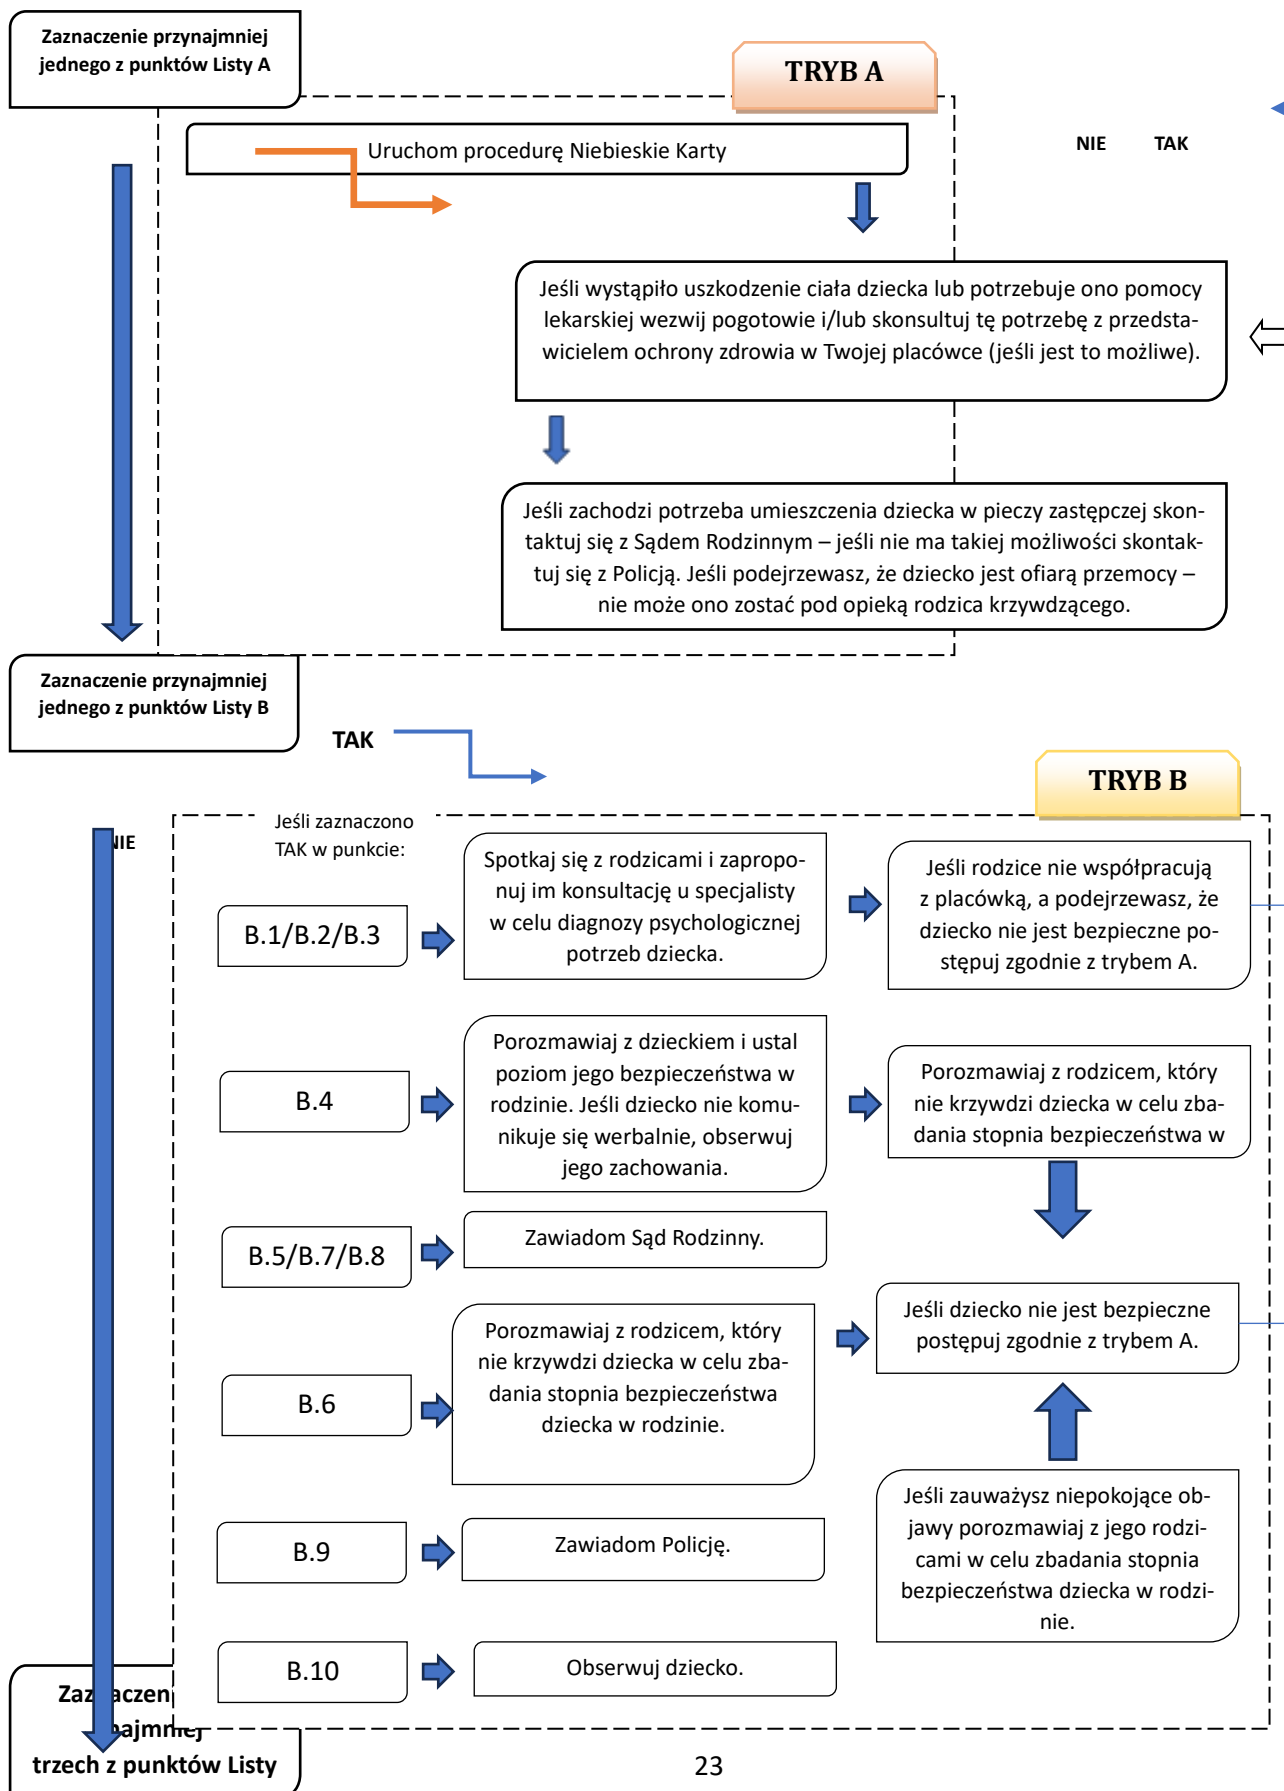 Zaznaczenie przynajmniej
jednego z punktów Listy A
TRYB A
Uruchom procedurę Niebieskie Karty
NIE TAK
Jeśli wystąpiło uszkodzenie ciała dziecka lub potrzebuje ono pomocy
lekarskiej wezwij pogotowie i/lub skonsultuj tę potrzebę z przedsta-
wicielem ochrony zdrowia w Twojej placówce (jeśli jest to możliwe).
Jeśli zachodzi potrzeba umieszczenia dziecka w pieczy zastępczej skon-
taktuj się z Sądem Rodzinnym – jeśli nie ma takiej możliwości skontak-
tuj się z Policją. Jeśli podejrzewasz, że dziecko jest ofiarą przemocy –
nie może ono zostać pod opieką rodzica krzywdzącego.
Zaznaczenie przynajmniej
jednego z punktów Listy B
TAK
TRYB B
NIE
Jeśli zaznaczono
TAK w punkcie:
B.1/B.2/B.3
Spotkaj się z rodzicami i zapropo-
nuj im konsultację u specjalisty
w celu diagnozy psychologicznej
potrzeb dziecka.
Jeśli rodzice nie współpracują
z placówką, a podejrzewasz, że
dziecko nie jest bezpieczne po-
stępuj zgodnie z trybem A.
B.4
Porozmawiaj z dzieckiem i ustal
poziom jego bezpieczeństwa w
rodzinie. Jeśli dziecko nie komu-
nikuje się werbalnie, obserwuj
jego zachowania.
Porozmawiaj z rodzicem, który
nie krzywdzi dziecka w celu zba-
dania stopnia bezpieczeństwa w
B.5/B.7/B.8
Zawiadom Sąd Rodzinny.
Jeśli dziecko nie jest bezpieczne
postępuj zgodnie z trybem A.
B.6
Porozmawiaj z rodzicem, który
nie krzywdzi dziecka w celu zba-
dania stopnia bezpieczeństwa
dziecka w rodzinie.
Jeśli zauważysz niepokojące ob-
jawy porozmawiaj z jego rodzi-
cami w celu zbadania stopnia
bezpieczeństwa dziecka w rodzi-
nie.
B.9
Zawiadom Policję.
B.10
Obserwuj dziecko.
trzech z punktów Listy
23